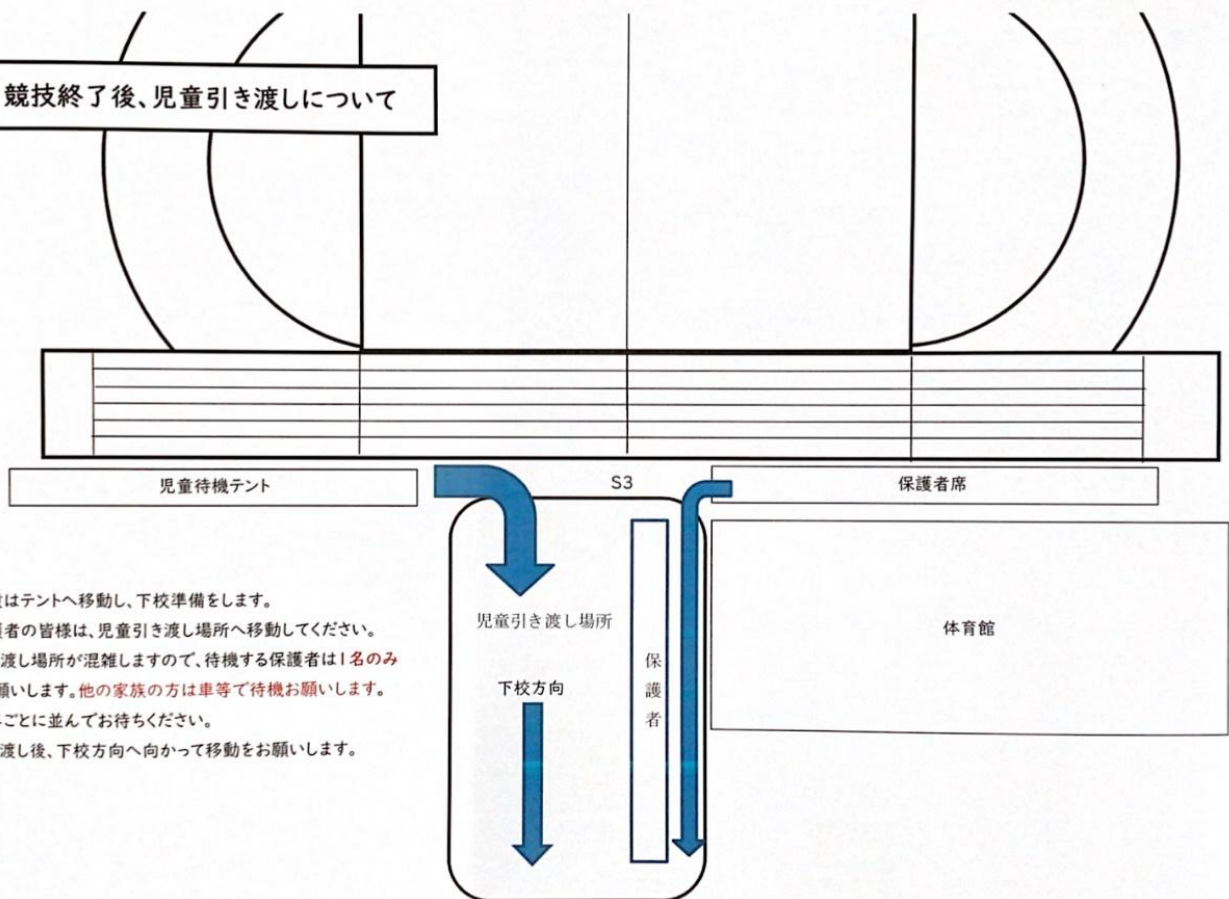 競技終了後、児童引き渡しについて
児童待機テント
S3
保護者席
はテントへ移動し、下校準備をします。
者の皆様は、児童引き渡し場所へ移動してください。
渡し場所が混雑しますので、待機する保護者は1名のみ
願いします。他の家族の方は車等で待機お願いします。
ごとに並んでお待ちください。
渡し後、下校方向へ向かって移動をお願いします。
児童引き渡し場所
下校方向
保護者
体育館